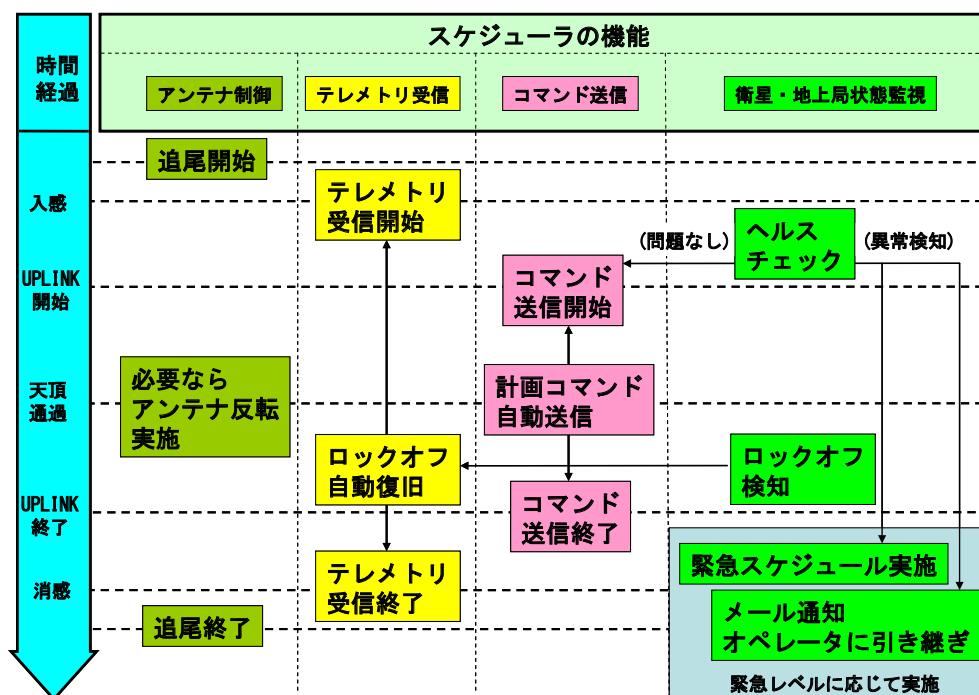 スケジューラの機能
時間
経過
アンテナ制御
テレメトリ受信
コマンド送信
衛星・地上局状態監視
追尾開始
入感
テレメトリ
受信開始
(問題なし)
ヘルス
チェック
(異常検知)
UPLINK
開始
コマンド
送信開始
天頂
通過
必要なら
アンテナ反転
実施
計画コマンド
自動送信
ロックオフ
自動復旧
ロックオフ
検知
UPLINK
終了
コマンド
送信終了
消感
テレメトリ
受信終了
緊急スケジュール実施
追尾終了
メール通知
オペレータに引き継ぎ
緊急レベルに応じて実施